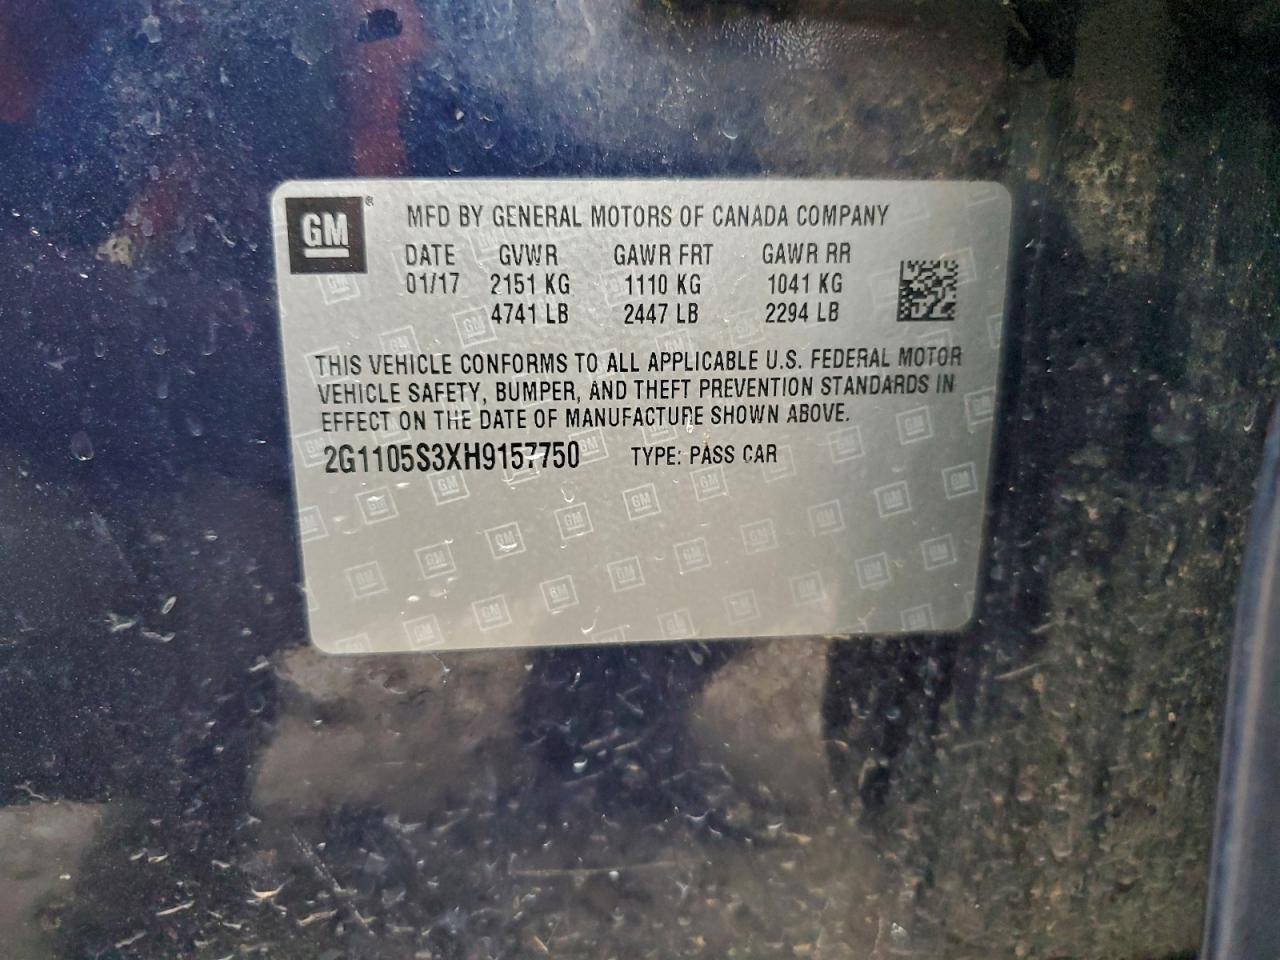 GM®
MFD BY GENERAL MOTORS OF CANADA COMPANY
DATE GVWR GAWR FRT GAWR RR
01/17 2151 KG 1110 KG 1041 KG
4741 LB 2447 LB 2294 LB
THIS VEHICLE CONFORMS TO ALL APPLICABLE U.S. FEDERAL MOTOR
VEHICLE SAFETY, BUMPER, AND THEFT PREVENTION STANDARDS IN
EFFECT ON THE DATE OF MANUFACTURE SHOWN ABOVE.
2G1105S3XH9157750 TYPE: PASS CAR